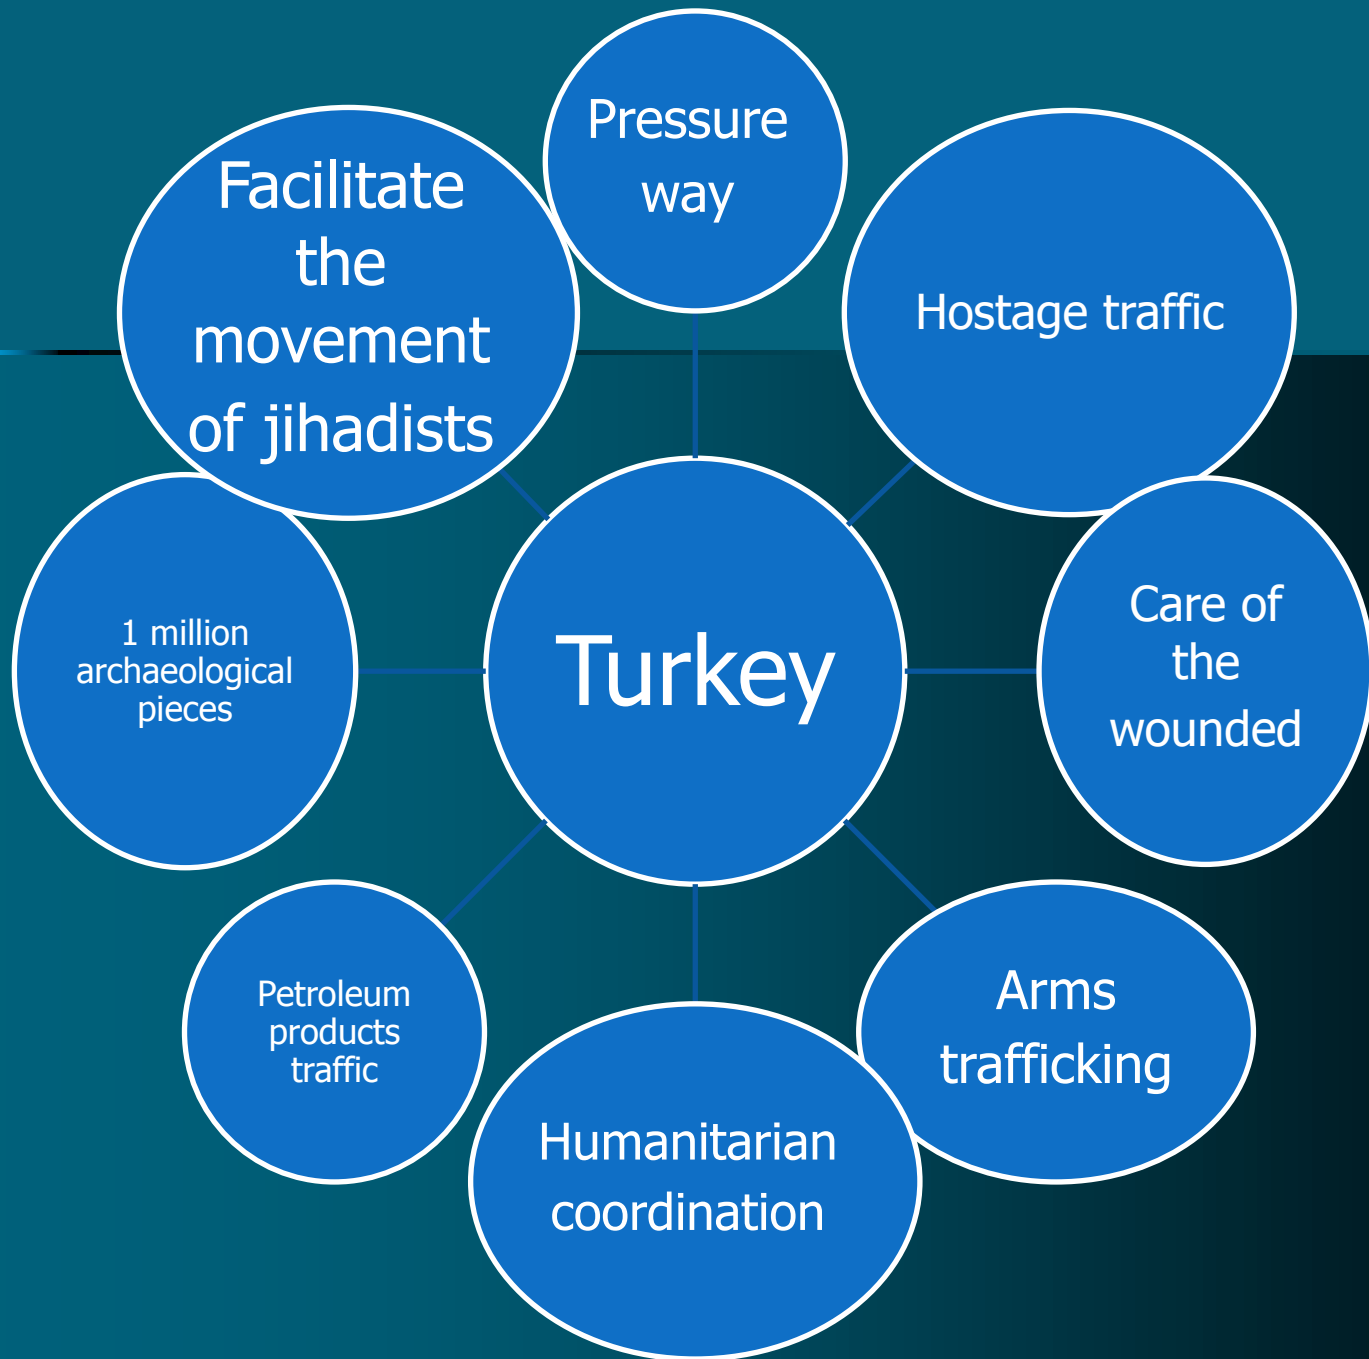 Pressure
way
Facilitate
the
movement
of jihadists
Hostage traffic
1 million
archaeological
pieces
Turkey
Care of
the
wounded
Petroleum
products
traffic
Arms
trafficking
Humanitarian
coordination